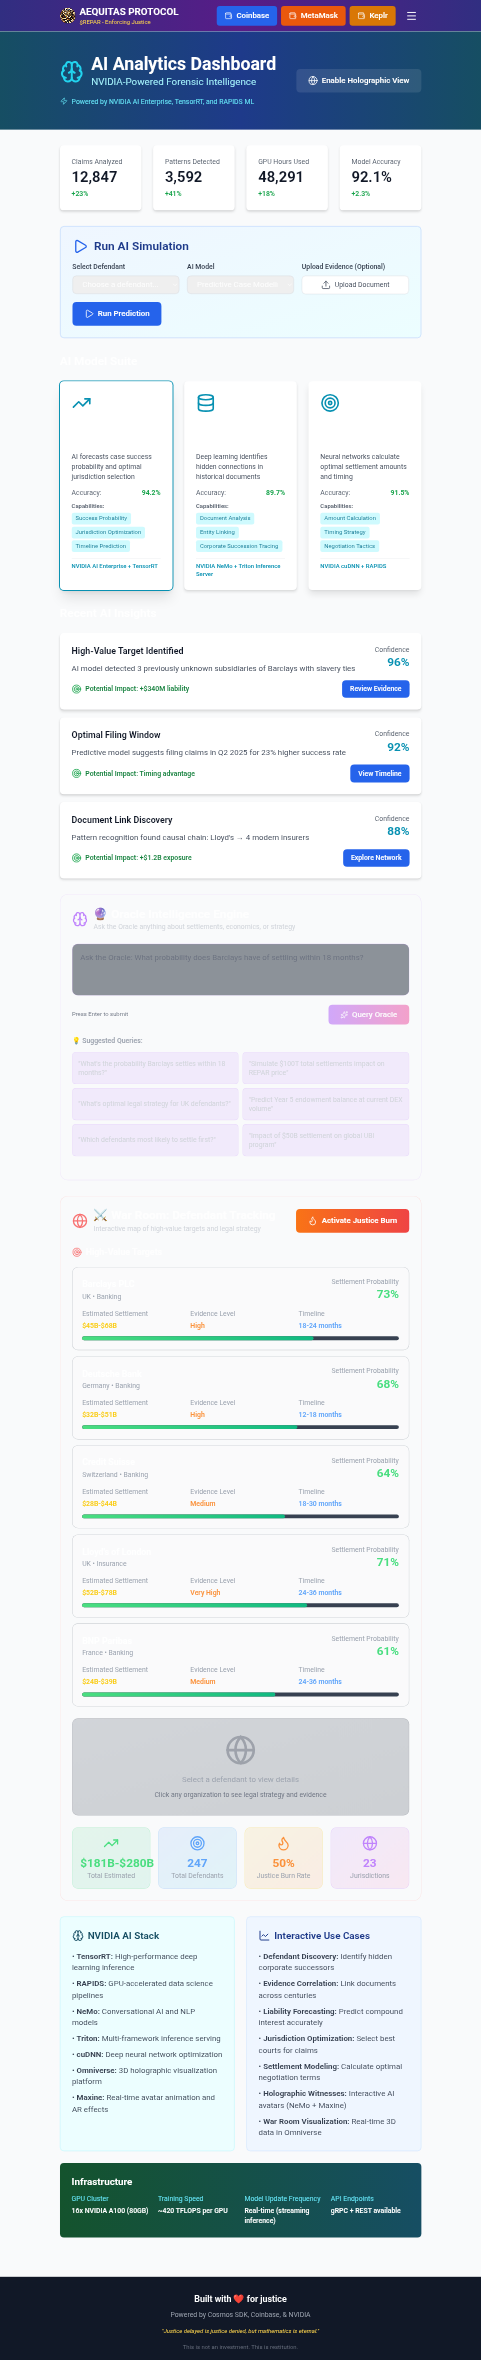 AEQUITAS PROTOCOL
$REPAR - Enforcing Justice
Coinbase
MetaMask
Keplr
AI Analytics Dashboard
NVIDIA-Powered Forensic Intelligence
Powered by NVIDIA AI Enterprise, TensorRT, and RAPIDS ML
Enable Holographic View
Claims Analyzed
12,847
+23%
Patterns Detected
3,592
+41%
GPU Hours Used
48,291
+18%
Model Accuracy
92.1%
+2.3%
Run AI Simulation
Select Defendant
AI Model
Upload Evidence (Optional)
Upload Document
Run Prediction
AI forecasts case success
probability and optimal
jurisdiction selection
Accuracy: 94.2%
Capabilities:
Success Probability
Jurisdiction Optimization
Timeline Prediction
NVIDIA AI Enterprise + TensorRT
Deep learning identifies
hidden connections in
historical documents
Accuracy: 89.7%
Capabilities:
Document Analysis
Entity Linking
Corporate Succession Tracing
NVIDIA NeMo + Triton Inference
Server
Neural networks calculate
optimal settlement amounts
and timing
Accuracy: 91.5%
Capabilities:
Amount Calculation
Timing Strategy
Negotiation Tactics
NVIDIA cuDNN + RAPIDS
High-Value Target Identified
AI model detected 3 previously unknown subsidiaries of Barclays with slavery ties
Potential Impact: +$340M liability
Confidence
96%
Review Evidence
Optimal Filing Window
Predictive model suggests filing claims in Q2 2025 for 23% higher success rate
Potential Impact: Timing advantage
Confidence
92%
View Timeline
Document Link Discovery
Pattern recognition found causal chain: Lloyd's → 4 modern insurers
Potential Impact: +$1.2B exposure
Confidence
88%
Explore Network
Ask the Oracle anything about settlements, economics, or strategy
Ask the Oracle: What probability does Barclays have of settling within 18 months?
Press Enter to submit
Query Oracle
💡 Suggested Queries:
"What's the probability Barclays settles within 18
months?"
"Simulate $100T total settlements impact on
REPAR price"
"What's optimal legal strategy for UK defendants?"
"Predict Year 5 endowment balance at current DEX
volume"
"Which defendants most likely to settle first?"
"Impact of $50B settlement on global UBI
program"
Interactive map of high-value targets and legal strategy
Activate Justice Burn
UK • Banking
Settlement Probability
73%
Estimated Settlement
$45B-$68B
Evidence Level
High
Timeline
18-24 months
Germany • Banking
Settlement Probability
68%
Estimated Settlement
$32B-$51B
Evidence Level
High
Timeline
12-18 months
Switzerland • Banking
Settlement Probability
64%
Estimated Settlement
$28B-$44B
Evidence Level
Medium
Timeline
18-30 months
UK • Insurance
Settlement Probability
71%
Estimated Settlement
$52B-$78B
Evidence Level
Very High
Timeline
24-36 months
France • Banking
Settlement Probability
61%
Estimated Settlement
$24B-$39B
Evidence Level
Medium
Timeline
24-36 months
Select a defendant to view details
Click any organization to see legal strategy and evidence
$181B-$280B
Total Estimated
247
Total Defendants
50%
Justice Burn Rate
23
Jurisdictions
NVIDIA AI Stack
• TensorRT: High-performance deep
learning inference
• RAPIDS: GPU-accelerated data science
pipelines
• NeMo: Conversational AI and NLP
models
• Triton: Multi-framework inference serving
• cuDNN: Deep neural network optimization
• Omniverse: 3D holographic visualization
platform
• Maxine: Real-time avatar animation and
AR effects
Interactive Use Cases
• Defendant Discovery: Identify hidden
corporate successors
• Evidence Correlation: Link documents
across centuries
• Liability Forecasting: Predict compound
interest accurately
• Jurisdiction Optimization: Select best
courts for claims
• Settlement Modeling: Calculate optimal
negotiation terms
• Holographic Witnesses: Interactive AI
avatars (NeMo + Maxine)
• War Room Visualization: Real-time 3D
data in Omniverse
Infrastructure
GPU Cluster
16x NVIDIA A100 (80GB)
Training Speed
~420 TFLOPS per GPU
Model Update Frequency
Real-time (streaming
inference)
API Endpoints
gRPC + REST available
Built with ❤️ for justice
Powered by Cosmos SDK, Coinbase, & NVIDIA
"Justice delayed is justice denied, but mathematics is eternal."
This is not an investment. This is restitution.